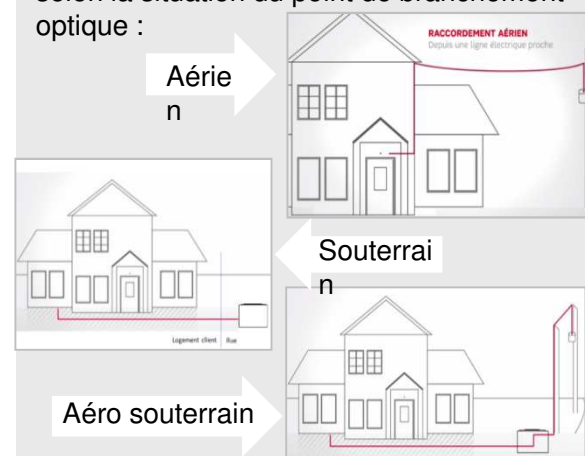 selon la situation du point de branchement
optique :
RACCORDEMENT AÉRIEN
Depuis une ligne électrique proche
Aérie
n
Souterrai
n
Logement client Rue
Aéro souterrain